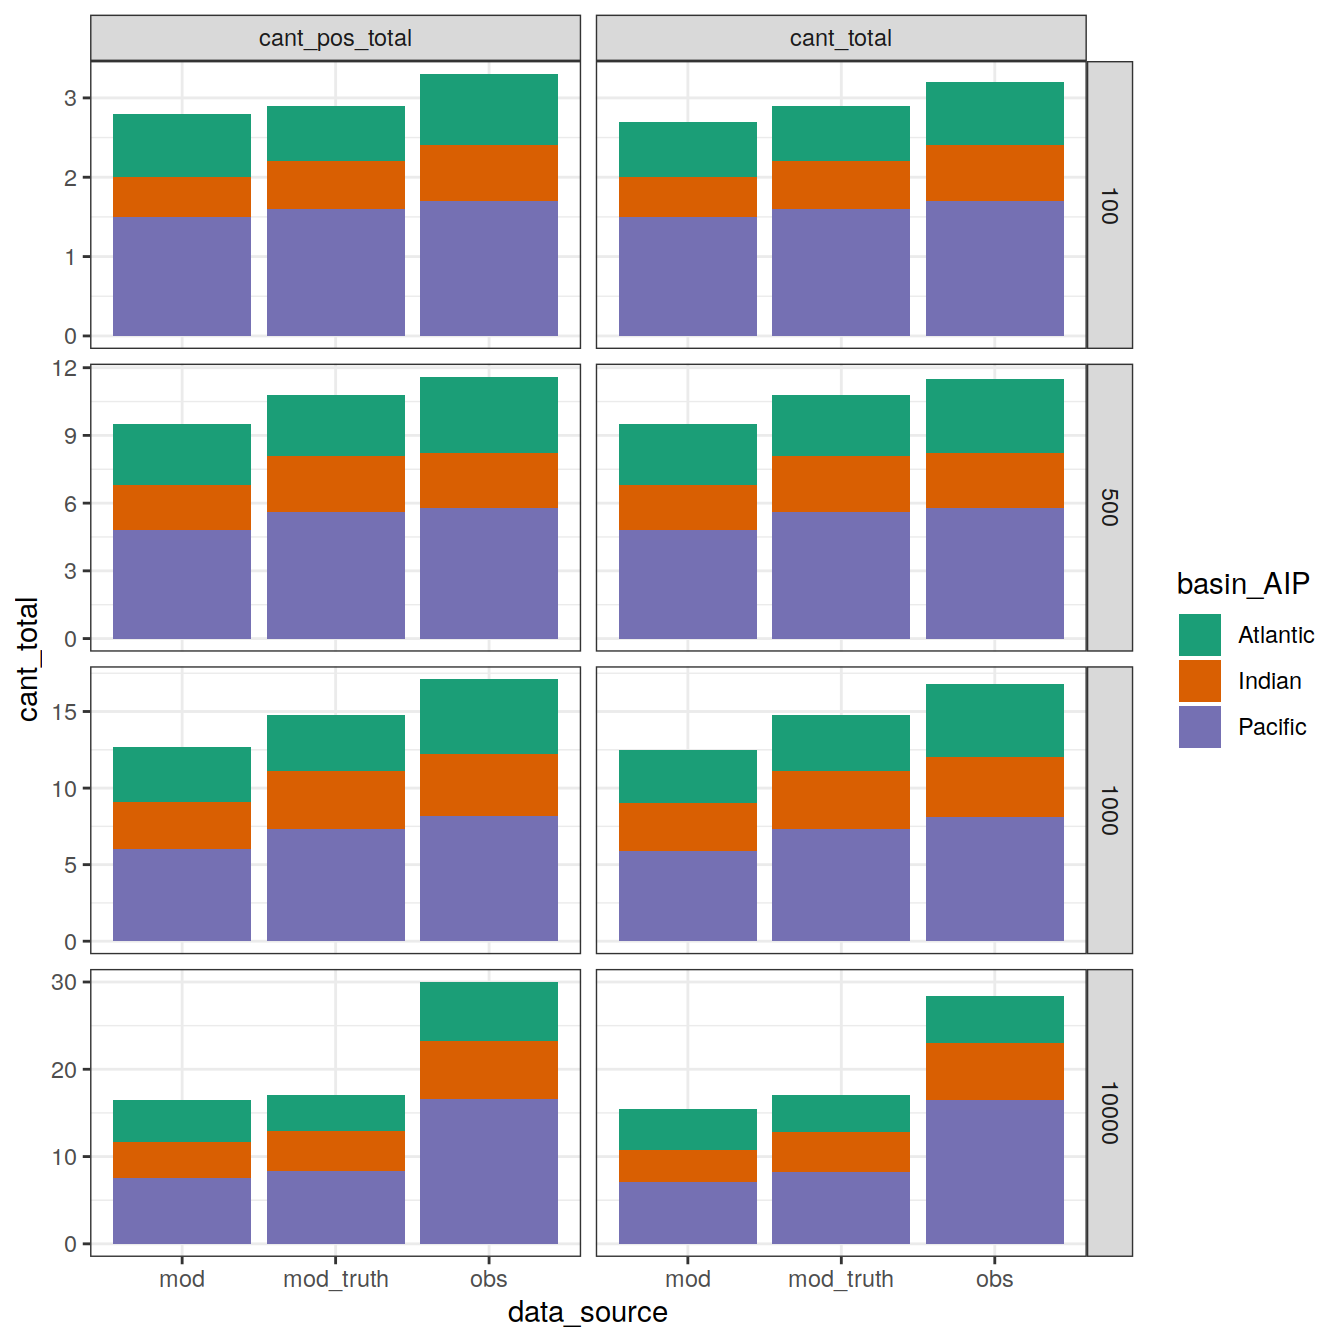 cant_pos_total
cant_total
3
2
1
0
100
12
9
6
3
0
500
15
10
5
0
1000
30
20
10
0
10000
mod
mod_truth
obs
mod
mod_truth
obs
data_source
cant_total
basin_AIP
Atlantic
Indian
Pacific